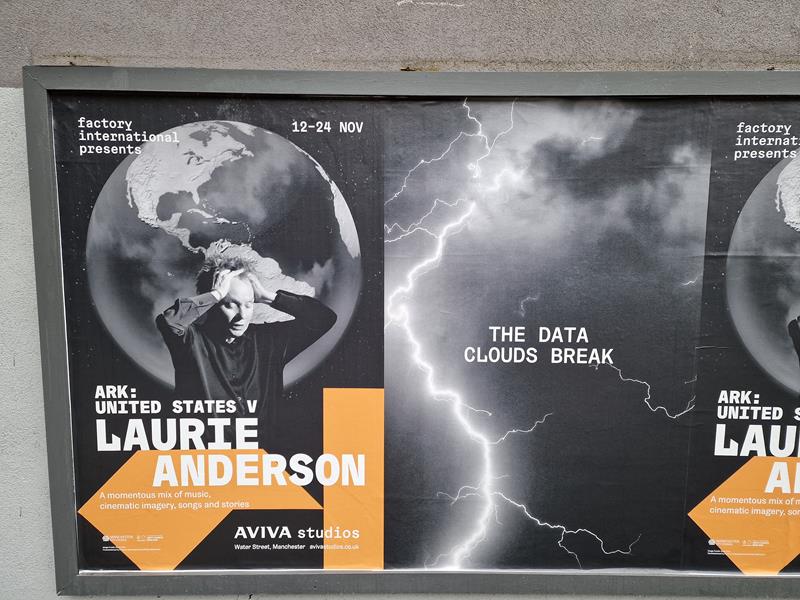 factory
international
presents
12–24 NOV
ARK:
UNITED STATES V
LAURIE
ANDERSON
A momentous mix of music,
cinematic imagery, songs and stories
AVIVA studios
Water Street, Manchester avivastudios.co.uk
THE DATA
CLOUDS BREAK
factory
internati
presents
ARK:
UNITED S
LAU
A
A momentous mix o
cinematic imagery, so